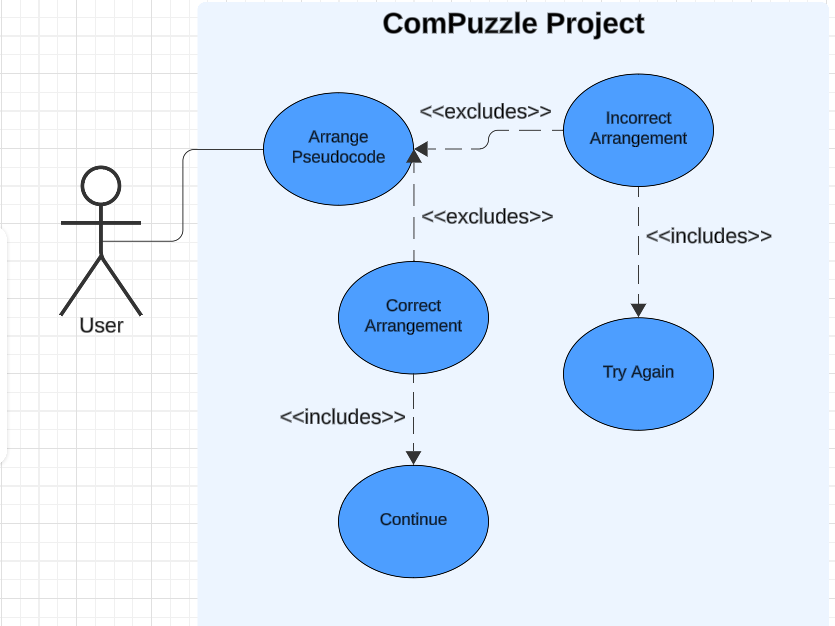 ComPuzzle Project
<<excludes>>
Incorrect
Arrangement
Arrange
Pseudocode
<<excludes>>
<<includes>>
User
Correct
Arrangement
Try Again
<<includes>>
Continue